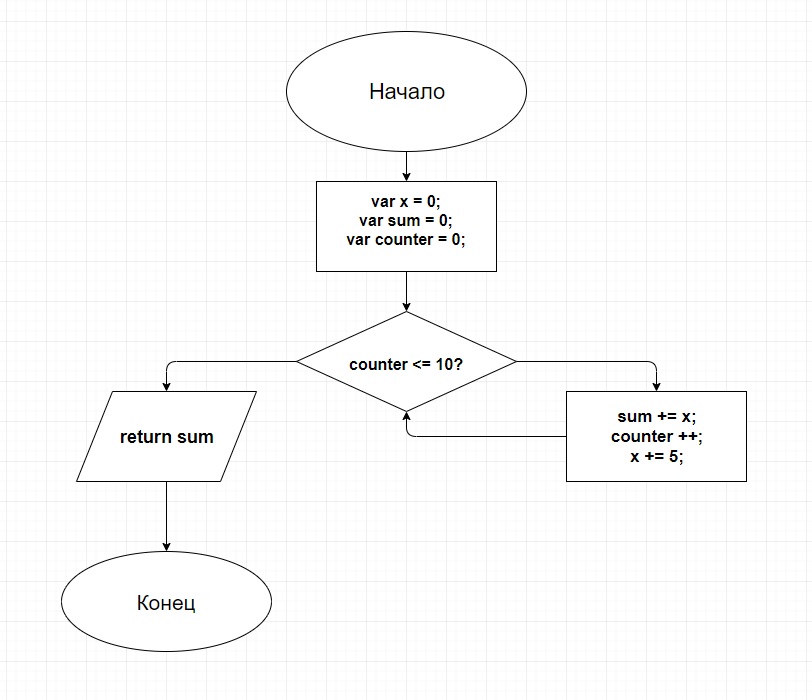 Начало
var x = 0;
var sum = 0;
var counter = 0;
counter <= 10?
return sum
sum += x;
counter ++;
x += 5;
Конец